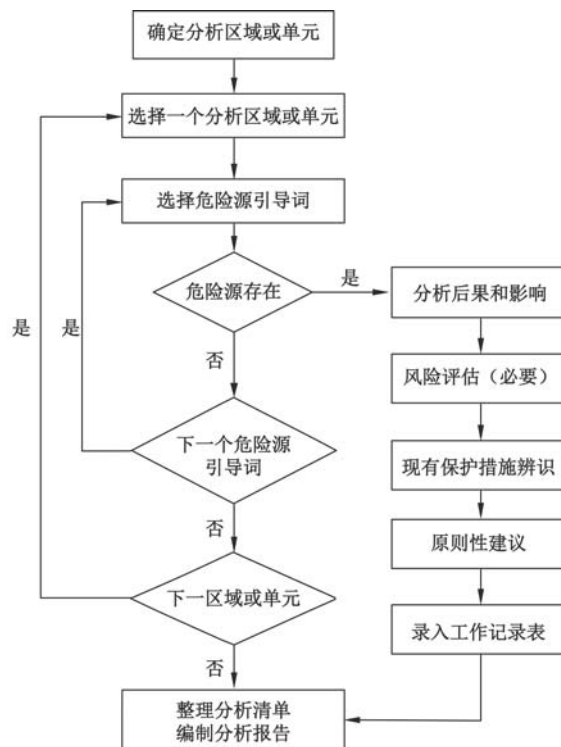 确定分析区域或单元
选择一个分析区域或单元
选择危险源引导词
危险源存在
是
分析后果和影响
是
是
否
风险评估（必要）
下一个危险源
引导词
现有保护措施辨识
否
原则性建议
下一区域或单元
录入工作记录表
否
整理分析清单
编制分析报告